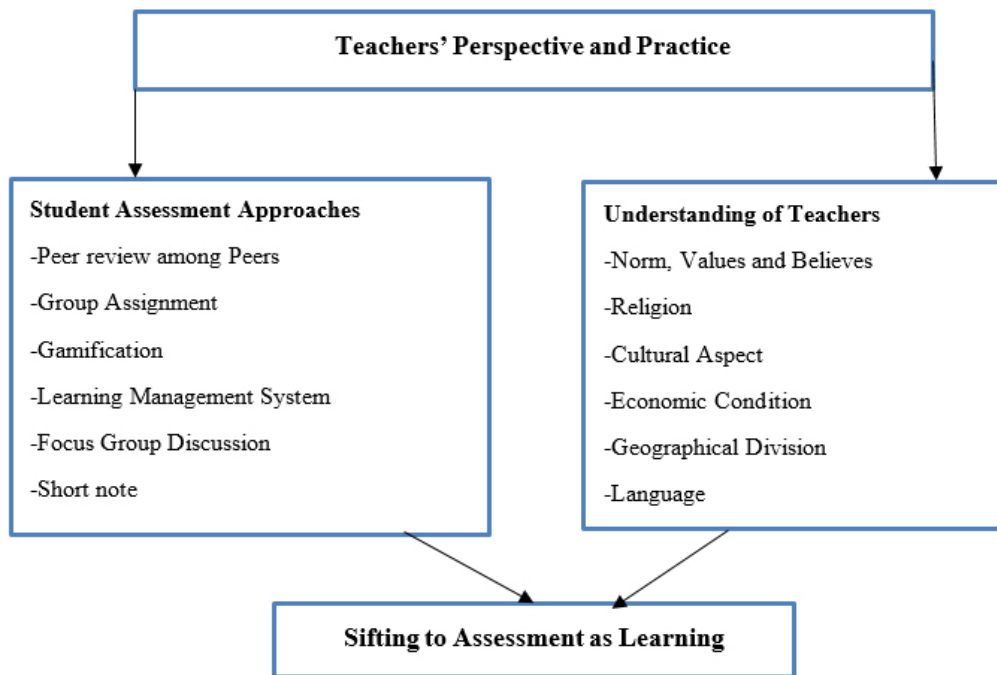 Teachers’ Perspective and Practice
Student Assessment Approaches
-Peer review among Peers
-Group Assignment
-Gamification
-Learning Management System
-Focus Group Discussion
-Short note
Understanding of Teachers
-Norm, Values and Believes
-Religion
-Cultural Aspect
-Economic Condition
-Geographical Division
-Language
Sifting to Assessment as Learning